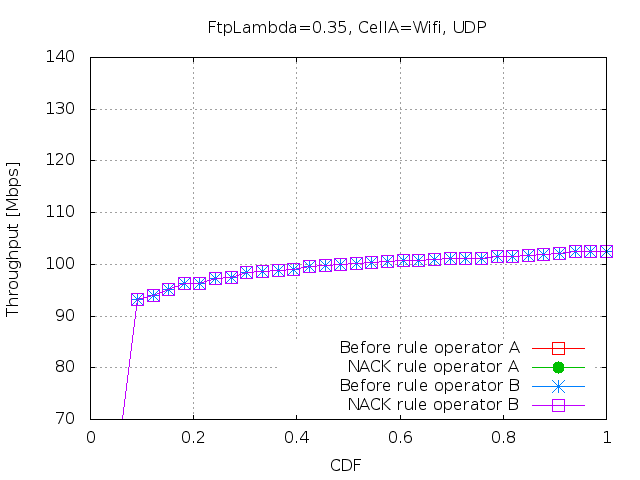 FtpLambda=0.35, CellA=Wifi, UDP
140
130
120
110
100
90
80
70
Throughput [Mbps]
Before rule operator A
NACK rule operator A
Before rule operator B
NACK rule operator B
0 0.2 0.4 0.6 0.8 1
CDF